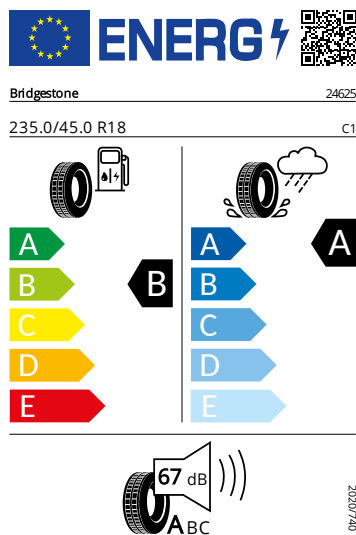 ENERG
Bridgestone 24625
235.0/45.0 R18 C1
A A
B B
C
D
E
A A
B
C
D
E
67 dB
ABC
2020/740